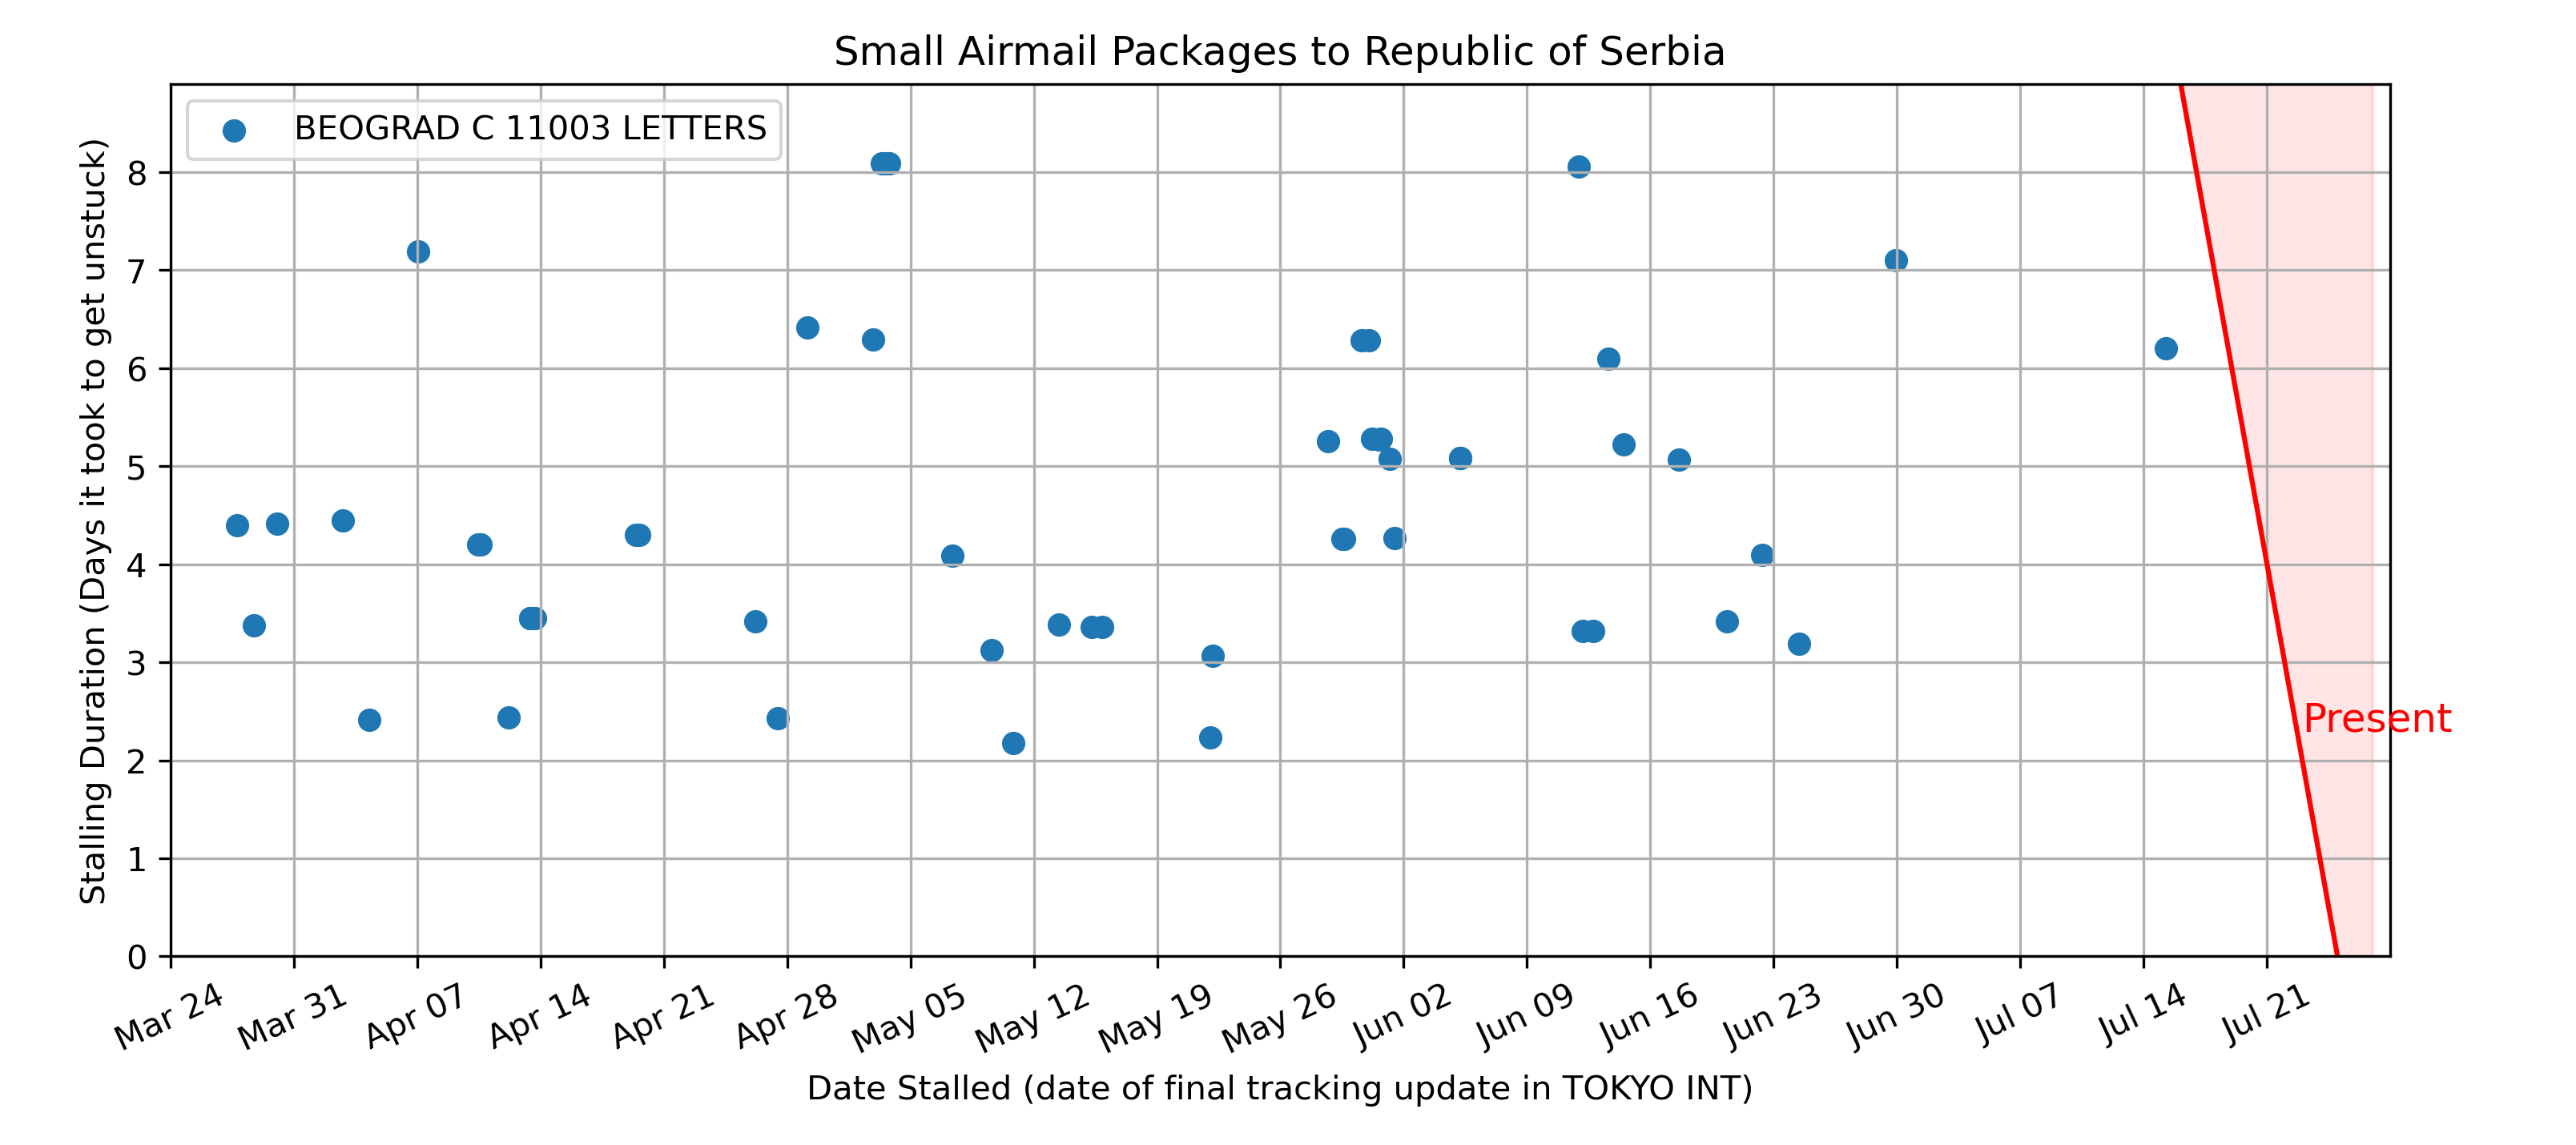 Small Airmail Packages to Republic of Serbia
BEOGRAD C 11003 LETTERS
Stalling Duration (Days it took to get unstuck)
8
7
6
5
4
3
2
1
0
Present
Mar 24
Mar 31
Apr 07
Apr 14
Apr 21
Apr 28
May 05
May 12
May 19
May 26
Jun 02
Jun 09
Jun 16
Jun 23
Jun 30
Jul 07
Jul 14
Jul 21
Date Stalled (date of final tracking update in TOKYO INT)